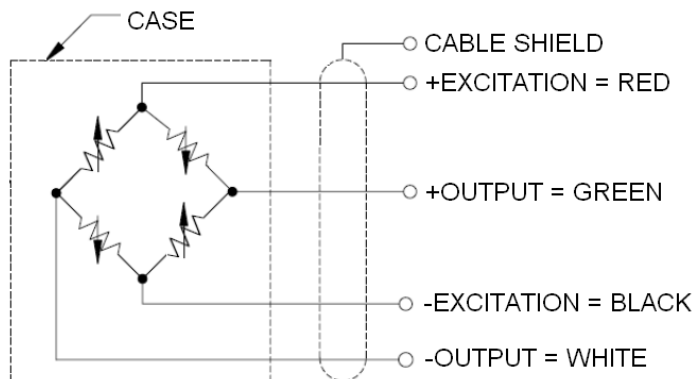 CASE
CABLE SHIELD
+EXCITATION = RED
+OUTPUT = GREEN
-EXCITATION = BLACK
-OUTPUT = WHITE